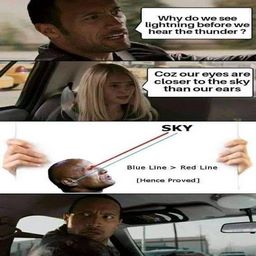 Why do we see
lightning before we
hear the thunder ?
Coz our eyes are
closer to the sky
than our ears
SKY
Blue Line > Red Line
[Hence Proved]